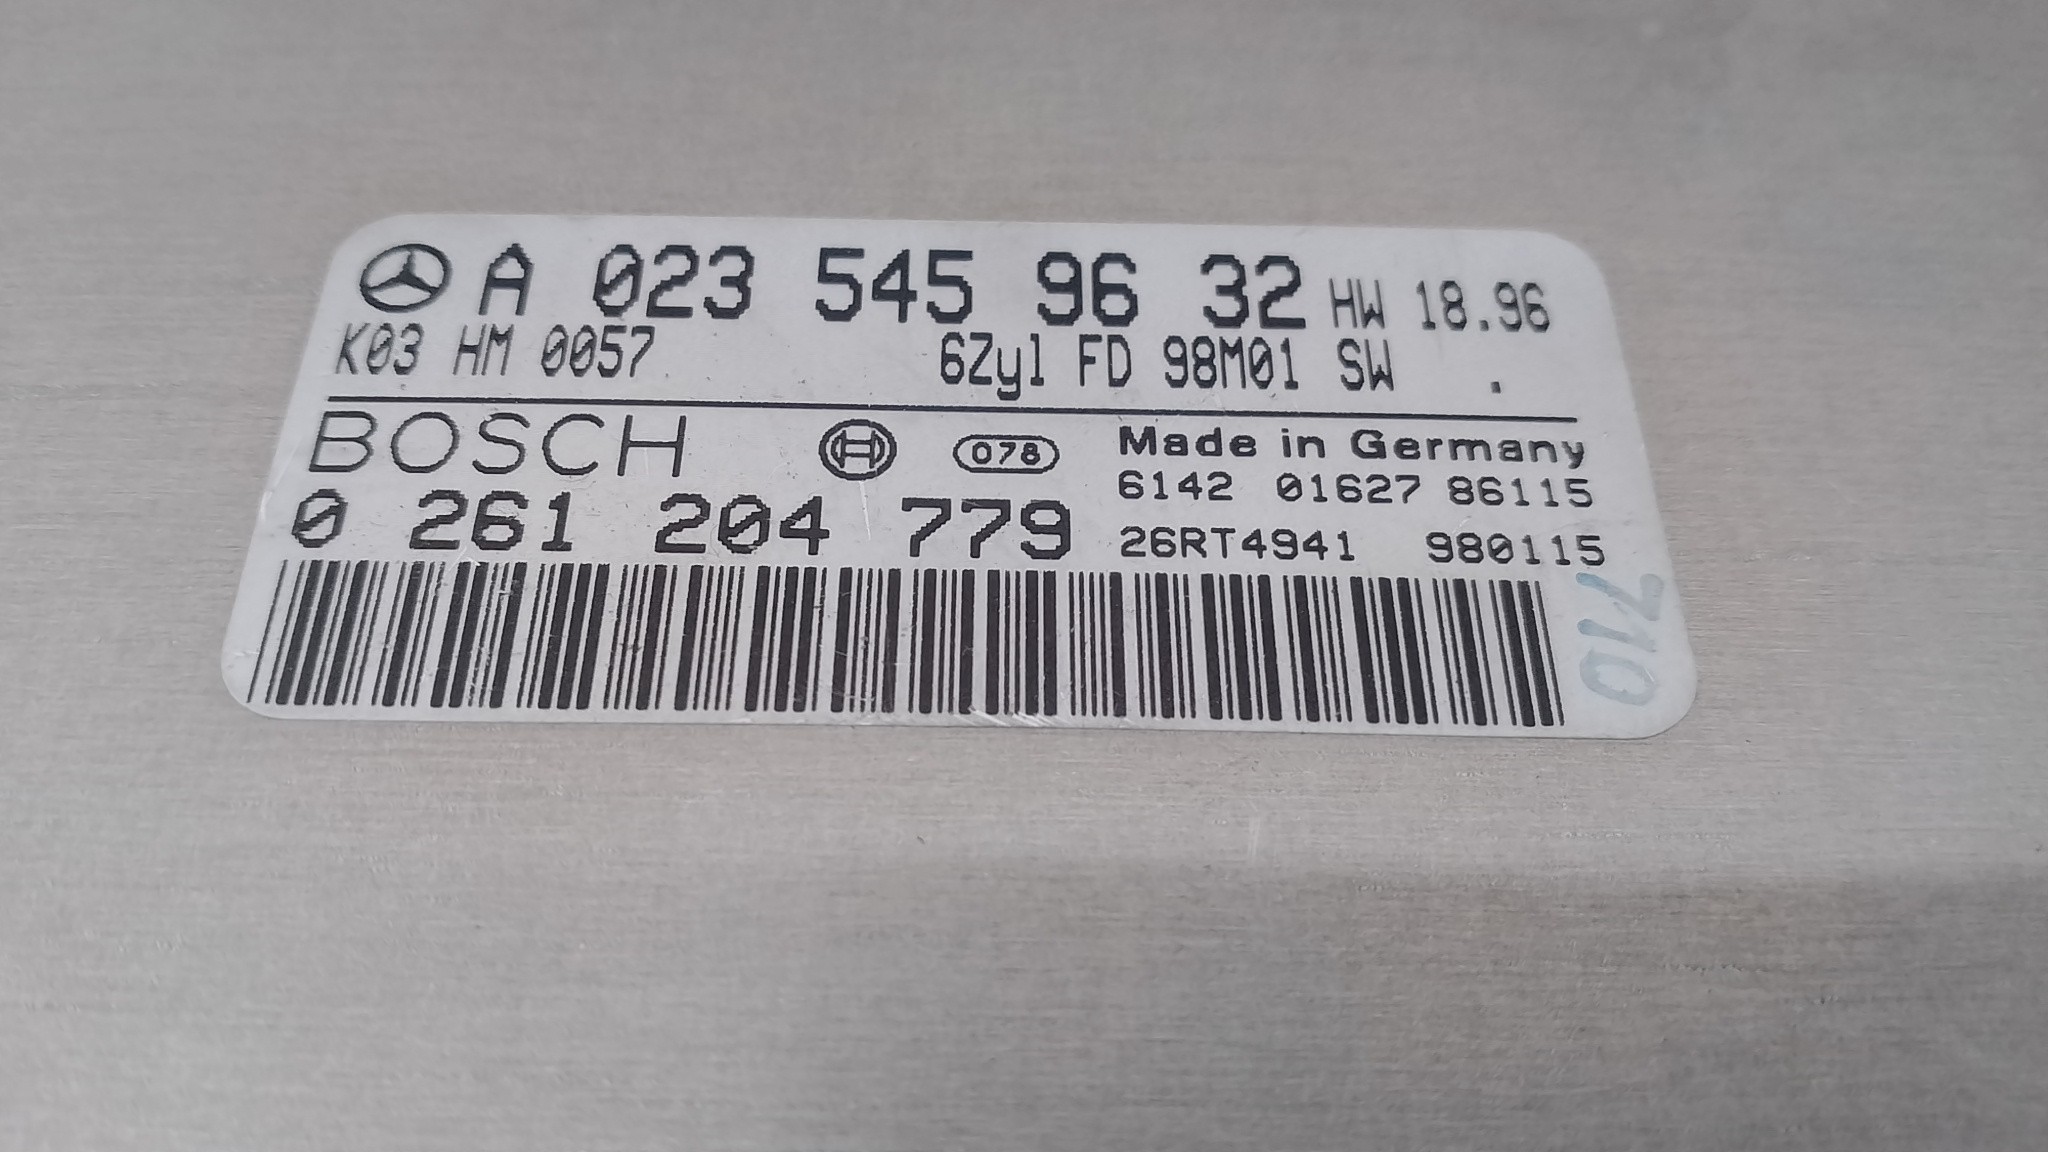 A 023 545 96 32 HW 18.96
K03 HM 0057 6Zyl FD 98M01 SW .
BOSCH H 078 Made in Germany
6142 01627 86115
0 261 204 779 26RT4941 980115
710